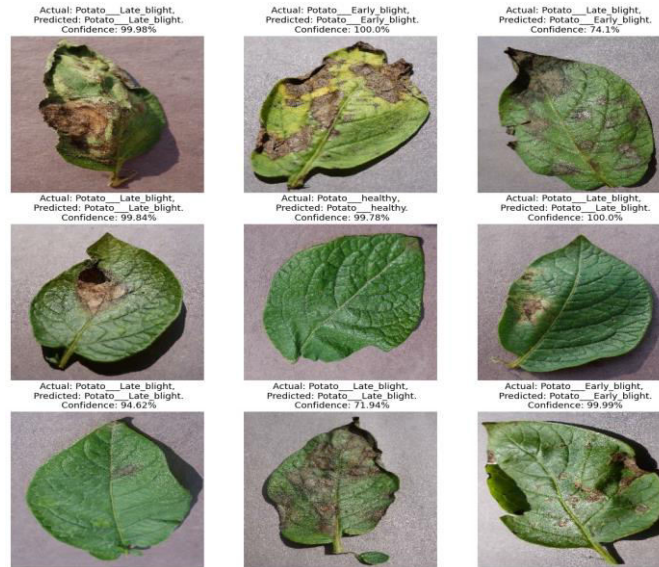 Actual: Potato___Late_blight,
Predicted: Potato___Late_blight.
Confidence: 99.98%
Actual: Potato___Early_blight,
Predicted: Potato___Early_blight.
Confidence: 100.0%
Actual: Potato___Late_blight,
Predicted: Potato___Early_blight.
Confidence: 74.1%
Actual: Potato___Late_blight,
Predicted: Potato___Late_blight.
Confidence: 99.84%
Actual: Potato___healthy,
Predicted: Potato___healthy.
Confidence: 99.78%
Actual: Potato___Late_blight,
Predicted: Potato___Late_blight.
Confidence: 100.0%
Actual: Potato___Late_blight,
Predicted: Potato___Late_blight.
Confidence: 94.62%
Actual: Potato___Late_blight,
Predicted: Potato___Late_blight.
Confidence: 71.94%
Actual: Potato___Early_blight,
Predicted: Potato___Early_blight.
Confidence: 99.99%